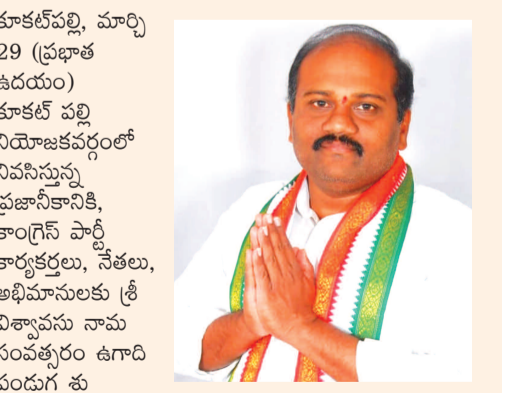 కూకట్‌పల్లి, మార్చి
29 (ప్రభాత
ఉదయం)
కూకట్ పల్లి
నియోజకవర్గంలో
నివసిస్తున్న
ప్రజానీకానికి,
కాంగ్రెస్ పార్టీ
కార్యకర్తలు, నేతలు,
అభిమానులకు శ్రీ
విశ్వావసు నామ
సంవత్సరం ఉగాది
పండుగ శు